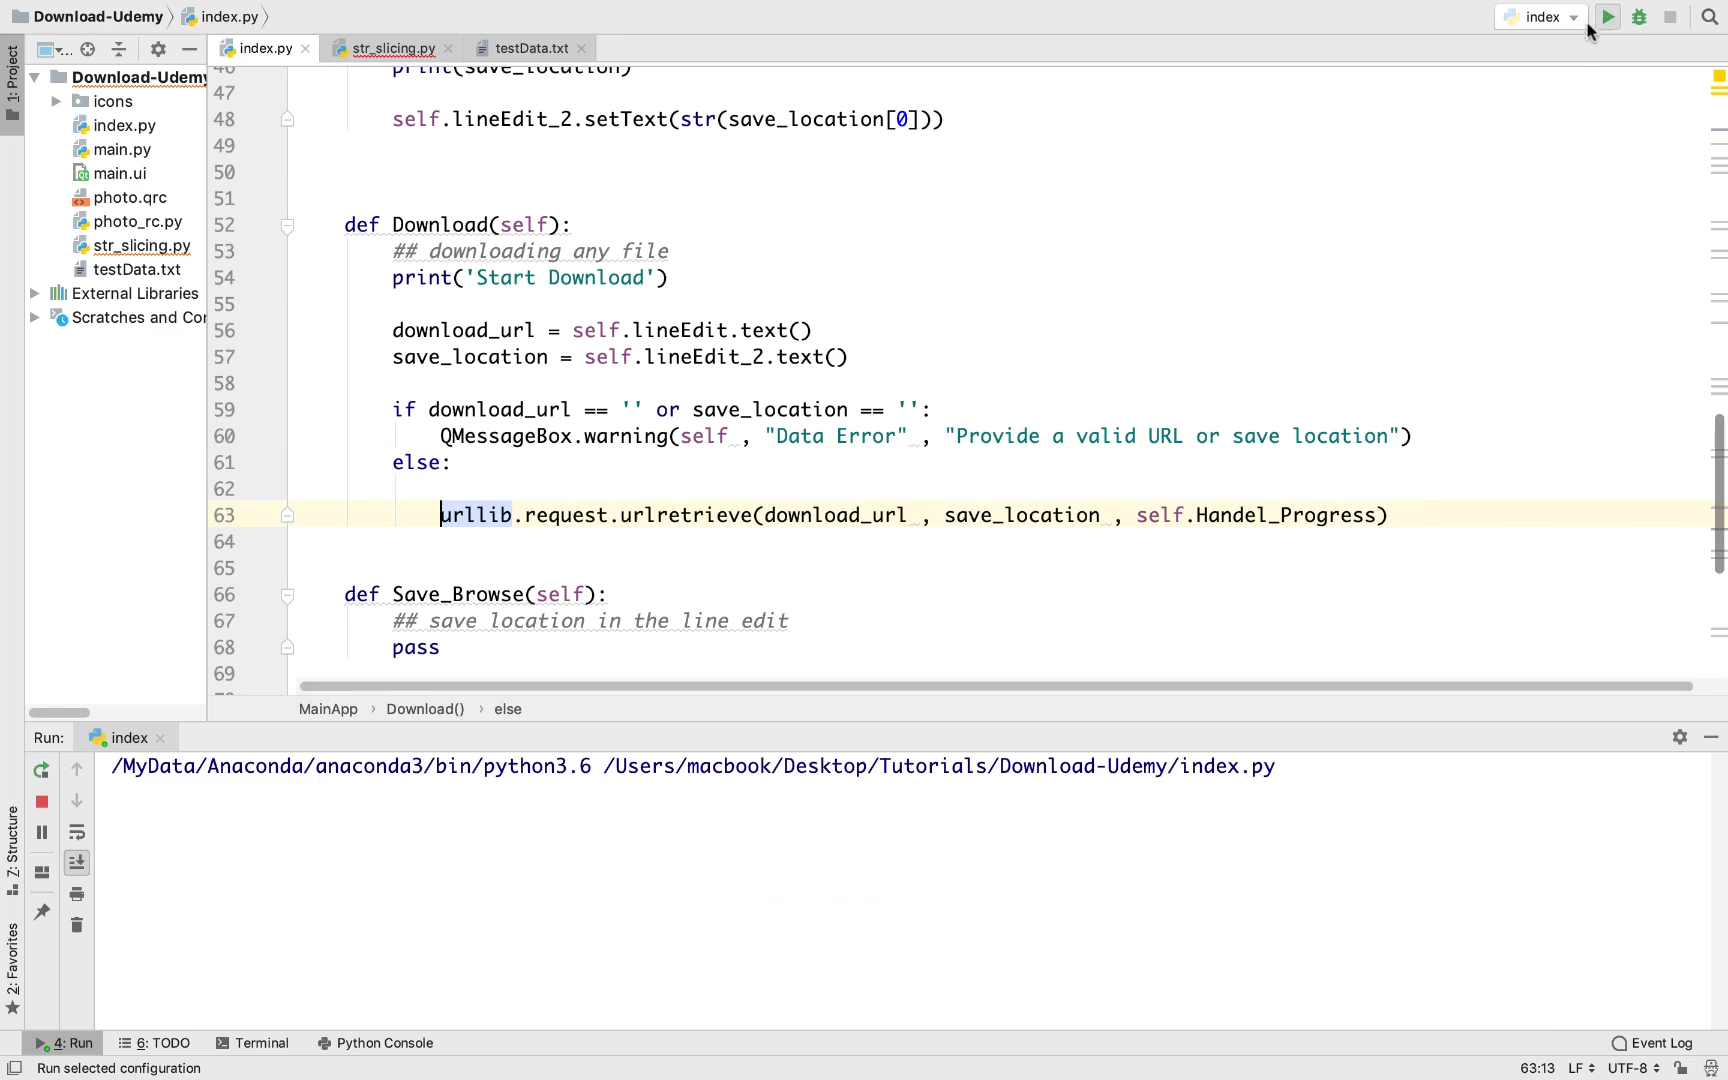 Download-Udemy index.py index
1: Project
... index.py str_slicing.py testData.txt
Download-Udemy
icons
index.py
main.py
main.ui
photo.qrc
photo_rc.py
str_slicing.py
testData.txt
External Libraries
Scratches and Cor
46 print(save_location)
47
48 self.lineEdit_2.setText(str(save_location[0]))
49
50
51
52 def Download(self):
53 ## downloading any file
54 print('Start Download')
55
56 download_url = self.lineEdit.text()
57 save_location = self.lineEdit_2.text()
58
59 if download_url == '' or save_location == '':
60 QMessageBox.warning(self , "Data Error" , "Provide a valid URL or save location")
61 else:
62
63 urllib.request.urlretrieve(download_url , save_location , self.Handel_Progress)
64
65
66 def Save_Browse(self):
67 ## save location in the line edit
68 pass
69
MainApp › Download() › else
Run: index
/MyData/Anaconda/anaconda3/bin/python3.6 /Users/macbook/Desktop/Tutorials/Download-Udemy/index.py
7: Structure
2: Favorites
4: Run 6: TODO Terminal Python Console Event Log
Run selected configuration 63:13 LF UTF-8